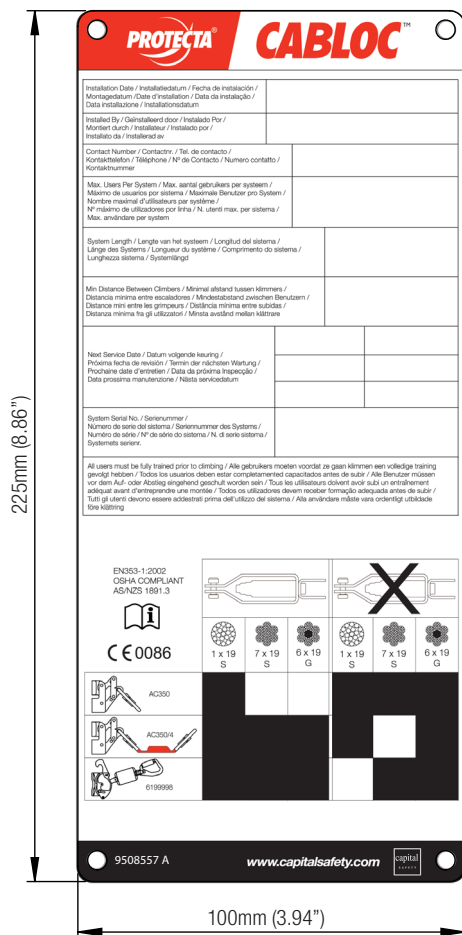 PROTECTA® CABLOC™
Installation Date / Installatiedatum / Fecha de instalación /
Montagedatum /Date d'installation / Data da instalação /
Data installazione / Installationsdatum
Installed By / Geïnstalleerd door / Instalado Por /
Montiert durch / Installateur / Instalado por /
Installato da / Installerad av
Contact Number / Contactnr. / Tel. de contacto /
Kontakttelefon / Téléphone / Nº de Contacto / Numero contatto /
Kontaktnummer
Max. Users Per System / Max. aantal gebruikers per systeem /
Máximo de usuarios por sistema / Maximale Benutzer pro System /
Nombre maximal d'utilisateurs par système /
Nº máximo de utilizadores por linha / N. utenti max. per sistema /
Max. användare per system
System Length / Lengte van het systeem / Longitud del sistema /
Länge des Systems / Longueur du système / Comprimento do sistema /
Lunghezza sistema / Systemlängd
Min Distance Between Climbers / Minimal afstand tussen klimmers /
Distancia mínima entre escaladores / Mindestabstand zwischen Benutzern /
Distance mini entre les grimpeurs / Distância mínima entre subidas /
Distanza minima fra gli utilizzatori / Minsta avstånd mellan klättrare
Next Service Date / Datum volgende keuring /
Próxima fecha de revisión / Termin der nächsten Wartung /
Prochaine date d'entretien / Data da próxima Inspecção /
Data prossima manutenzione / Nästa servicedatum
System Serial No. / Serienummer /
Número de serie del sistema / Seriennummer des Systems /
Numéro de série / Nº de série do sistema / N. di serie sistema /
Systemets serienr.
All users must be fully trained prior to climbing / Alle gebruikers moeten voordat ze gaan klimmen een volledige training
gevolgt hebben / Todos los usuarios deben estar completamentea capacitados antes de subir / Alle Benutzer müssen
vor dem Auf- oder Abstieg eingehend geschult worden sein / Tous les utilisateurs doivent avoir subi un entraînement
adéquat avant d'entreprendre une montée / Todos os utilizadores devem receber formação adequada antes de subir /
Tutti gli utenti devono essere addestrati prima dell'utilizzo del sistema / Alla användare måste vara ordentligt utbildade
före klättring
EN353-1:2002
OSHA COMPLIANT
AS/NZS 1891.3
i
CE 0086
1 x 19 7 x 19 6 x 19 1 x 19 7 x 19 6 x 19
S S G S S G
AC350
AC350/4
6199998
9508557 A www.capitalsafety.com capital
safety
225mm (8.86")
100mm (3.94")